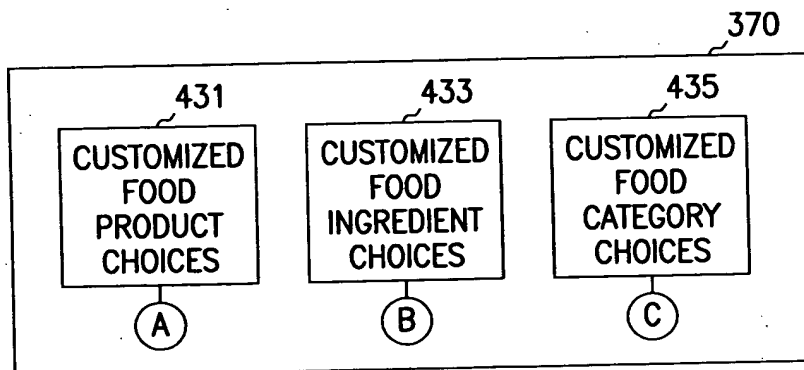 370
431
CUSTOMIZED
FOOD
PRODUCT
CHOICES
A
433
CUSTOMIZED
FOOD
INGREDIENT
CHOICES
B
435
CUSTOMIZED
FOOD
CATEGORY
CHOICES
C